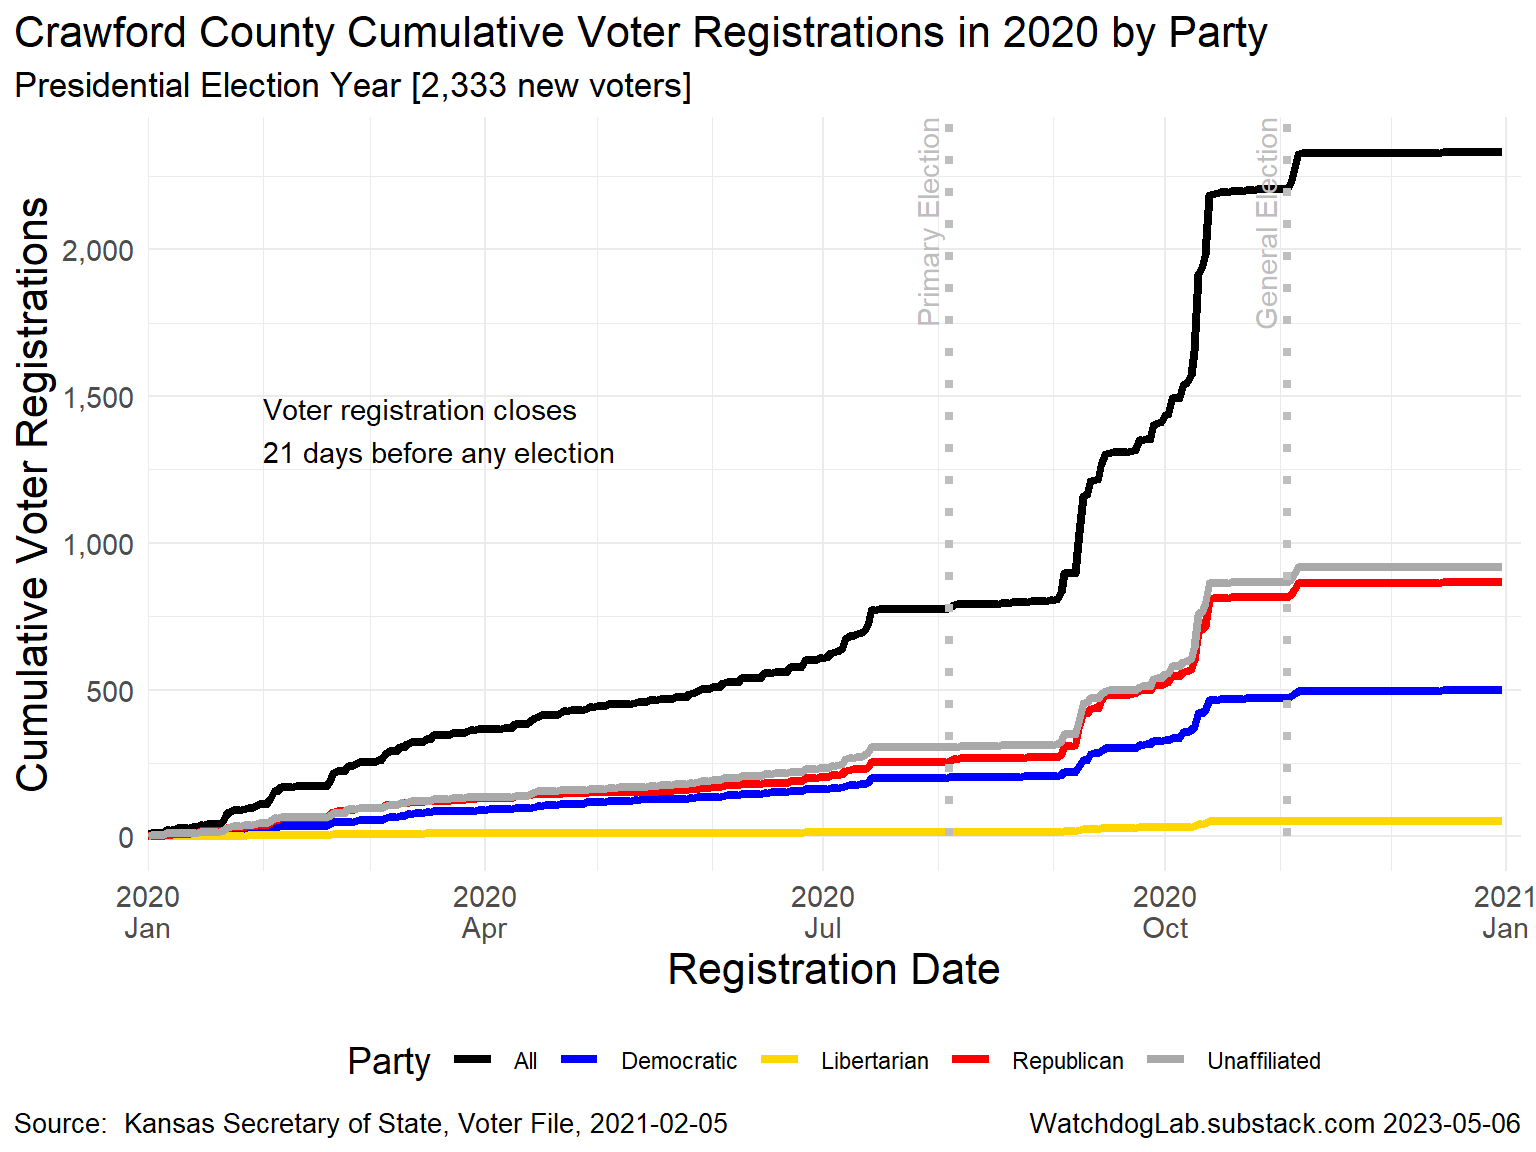 Crawford County Cumulative Voter Registrations in 2020 by Party
Presidential Election Year [2,333 new voters]
Cumulative Voter Registrations
2,000
1,500
1,000
500
0
Primary Election
General Election
Voter registration closes
21 days before any election
2020
Jan
2020
Apr
2020
Jul
2020
Oct
2021
Jan
Registration Date
Party All Democratic Libertarian Republican Unaffiliated
Source:  Kansas Secretary of State, Voter File, 2021-02-05
WatchdogLab.substack.com 2023-05-06